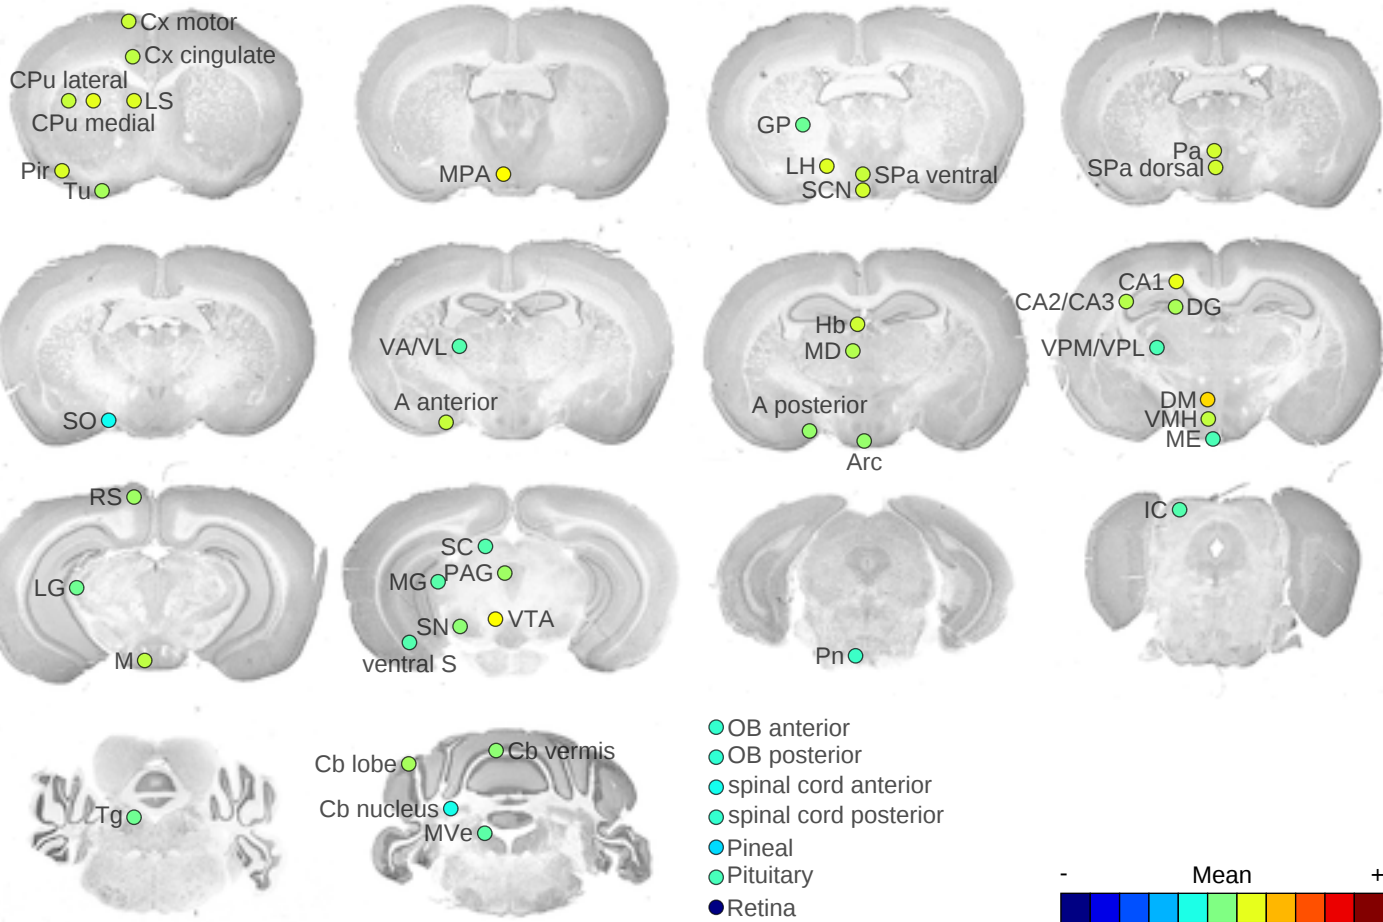 Cx motor
Cx cingulate
CPu lateral
LS
CPu medial
Pir
Tu
MPA
GP
LH
SPa ventral
SCN
Pa
SPa dorsal
SO
VA/VL
A anterior
Hb
MD
A posterior
Arc
CA1
CA2/CA3
DG
VPM/VPL
DM
VMH
ME
RS
LG
M
SC
MG
PAG
SN
VTA
ventral S
Pn
IC
Tg
Cb lobe
Cb vermis
Cb nucleus
MVe
OB anterior
OB posterior
spinal cord anterior
spinal cord posterior
Pineal
Pituitary
Retina
- Mean +